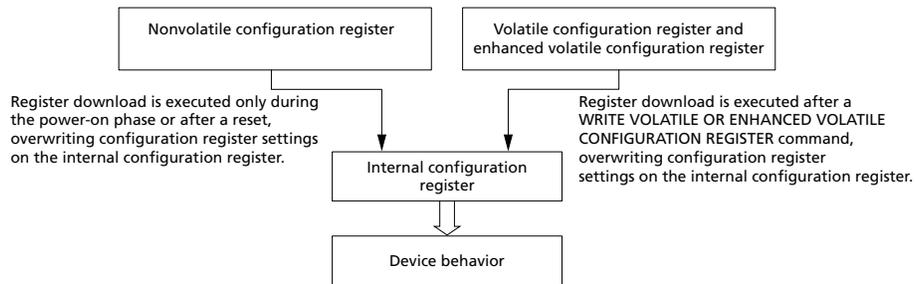 Nonvolatile configuration register
Volatile configuration register and
enhanced volatile configuration register
Register download is executed only during
the power-on phase or after a reset,
overwriting configuration register settings
on the internal configuration register.
Register download is executed after a
WRITE VOLATILE OR ENHANCED VOLATILE
CONFIGURATION REGISTER command,
overwriting configuration register
settings on the internal configuration register.
Internal configuration
register
Device behavior